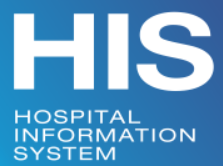 HIS
HOSPITAL
INFORMATION
SYSTEM